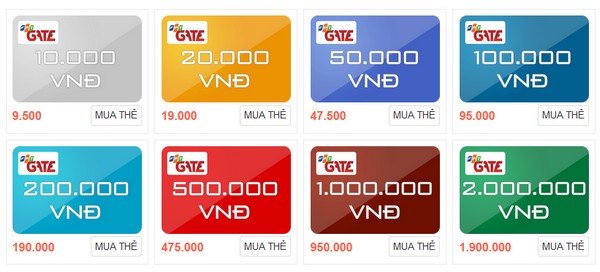 FPT GATE FPT GATE FPT GATE FPT GATE
10.000 20.000 50.000 100.000
VNĐ VNĐ VNĐ VNĐ
9.500 MUA THẺ 19.000 MUA THẺ 47.500 MUA THẺ 95.000 MUA THẺ
FPT GATE FPT GATE FPT GATE FPT GATE
200.000 500.000 1.000.000 2.000.000
VNĐ VNĐ VNĐ VNĐ
190.000 MUA THẺ 475.000 MUA THẺ 950.000 MUA THẺ 1.900.000 MUA THẺ